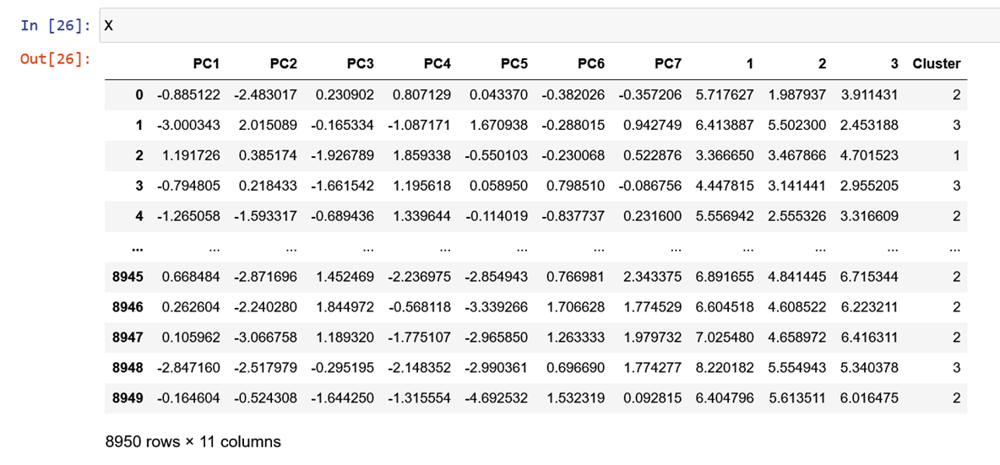 In [26]: X
Out[26]:
PC1 PC2 PC3 PC4 PC5 PC6 PC7 1 2 3 Cluster
0 -0.885122 -2.483017 0.230902 0.807129 0.043370 -0.382026 -0.357206 5.717627 1.987937 3.911431 2
1 -3.000343 2.015089 -0.165334 -1.087171 1.670938 -0.288015 0.942749 6.413887 5.502300 2.453188 3
2 1.191726 0.385174 -1.926789 1.859338 -0.550103 -0.230068 0.522876 3.366650 3.467866 4.701523 1
3 -0.794805 0.218433 -1.661542 1.195618 0.058950 0.798510 -0.086756 4.447815 3.141441 2.955205 3
4 -1.265058 -1.593317 -0.689436 1.339644 -0.114019 -0.837737 0.231600 5.556942 2.555326 3.316609 2
... ... ... ... ... ... ... ... ... ... ... ...
8945 0.668484 -2.871696 1.452469 -2.236975 -2.854943 0.766981 2.343375 6.891655 4.841445 6.715344 2
8946 0.262604 -2.240280 1.844972 -0.568118 -3.339266 1.706628 1.774529 6.604518 4.608522 6.223211 2
8947 0.105962 -3.066758 1.189320 -1.775107 -2.965850 1.263333 1.979732 7.025480 4.658972 6.416311 2
8948 -2.847160 -2.517979 -0.295195 -2.148352 -2.990361 0.696690 1.774277 8.220182 5.554943 5.340378 3
8949 -0.164604 -0.524308 -1.644250 -1.315554 -4.692532 1.532319 0.092815 6.404796 5.613511 6.016475 2
8950 rows × 11 columns